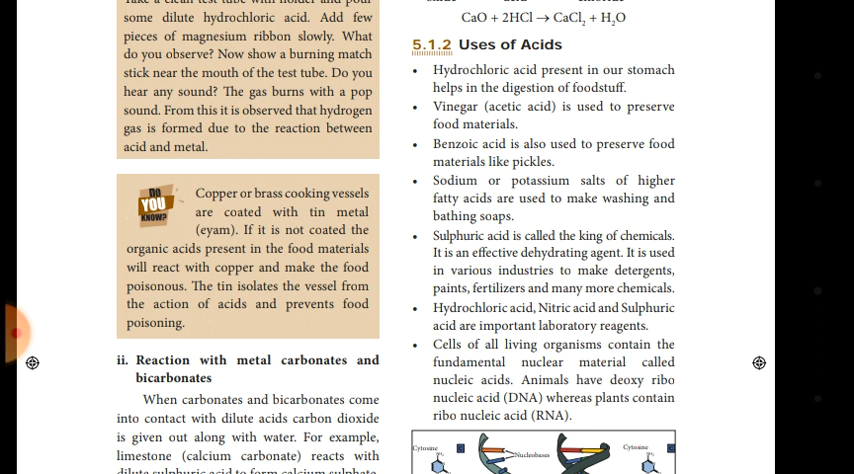 some dilute hydrochloric acid. Add few
pieces of magnesium ribbon slowly. What
do you observe? Now show a burning match
stick near the mouth of the test tube. Do you
hear any sound? The gas burns with a pop
sound. From this it is observed that hydrogen
gas is formed due to the reaction between
acid and metal.
DO
YOU
KNOW?
Copper or brass cooking vessels
are coated with tin metal
(eyam). If it is not coated the
organic acids present in the food materials
will react with copper and make the food
poisonous. The tin isolates the vessel from
the action of acids and prevents food
poisoning.
ii. Reaction with metal carbonates and
bicarbonates
When carbonates and bicarbonates come
into contact with dilute acids carbon dioxide
is given out along with water. For example,
limestone (calcium carbonate) reacts with
dilute sulphuric acid to form calcium sulphate,
CaO + 2HCl → CaCl₂ + H₂O
5.1.2 Uses of Acids
• Hydrochloric acid present in our stomach
helps in the digestion of foodstuff.
• Vinegar (acetic acid) is used to preserve
food materials.
• Benzoic acid is also used to preserve food
materials like pickles.
• Sodium or potassium salts of higher
fatty acids are used to make washing and
bathing soaps.
• Sulphuric acid is called the king of chemicals.
It is an effective dehydrating agent. It is used
in various industries to make detergents,
paints, fertilizers and many more chemicals.
• Hydrochloric acid, Nitric acid and Sulphuric
acid are important laboratory reagents.
• Cells of all living organisms contain the
fundamental nuclear material called
nucleic acids. Animals have deoxy ribo
nucleic acid (DNA) whereas plants contain
ribo nucleic acid (RNA).
Cytosine C Nucleobases Cytosine C